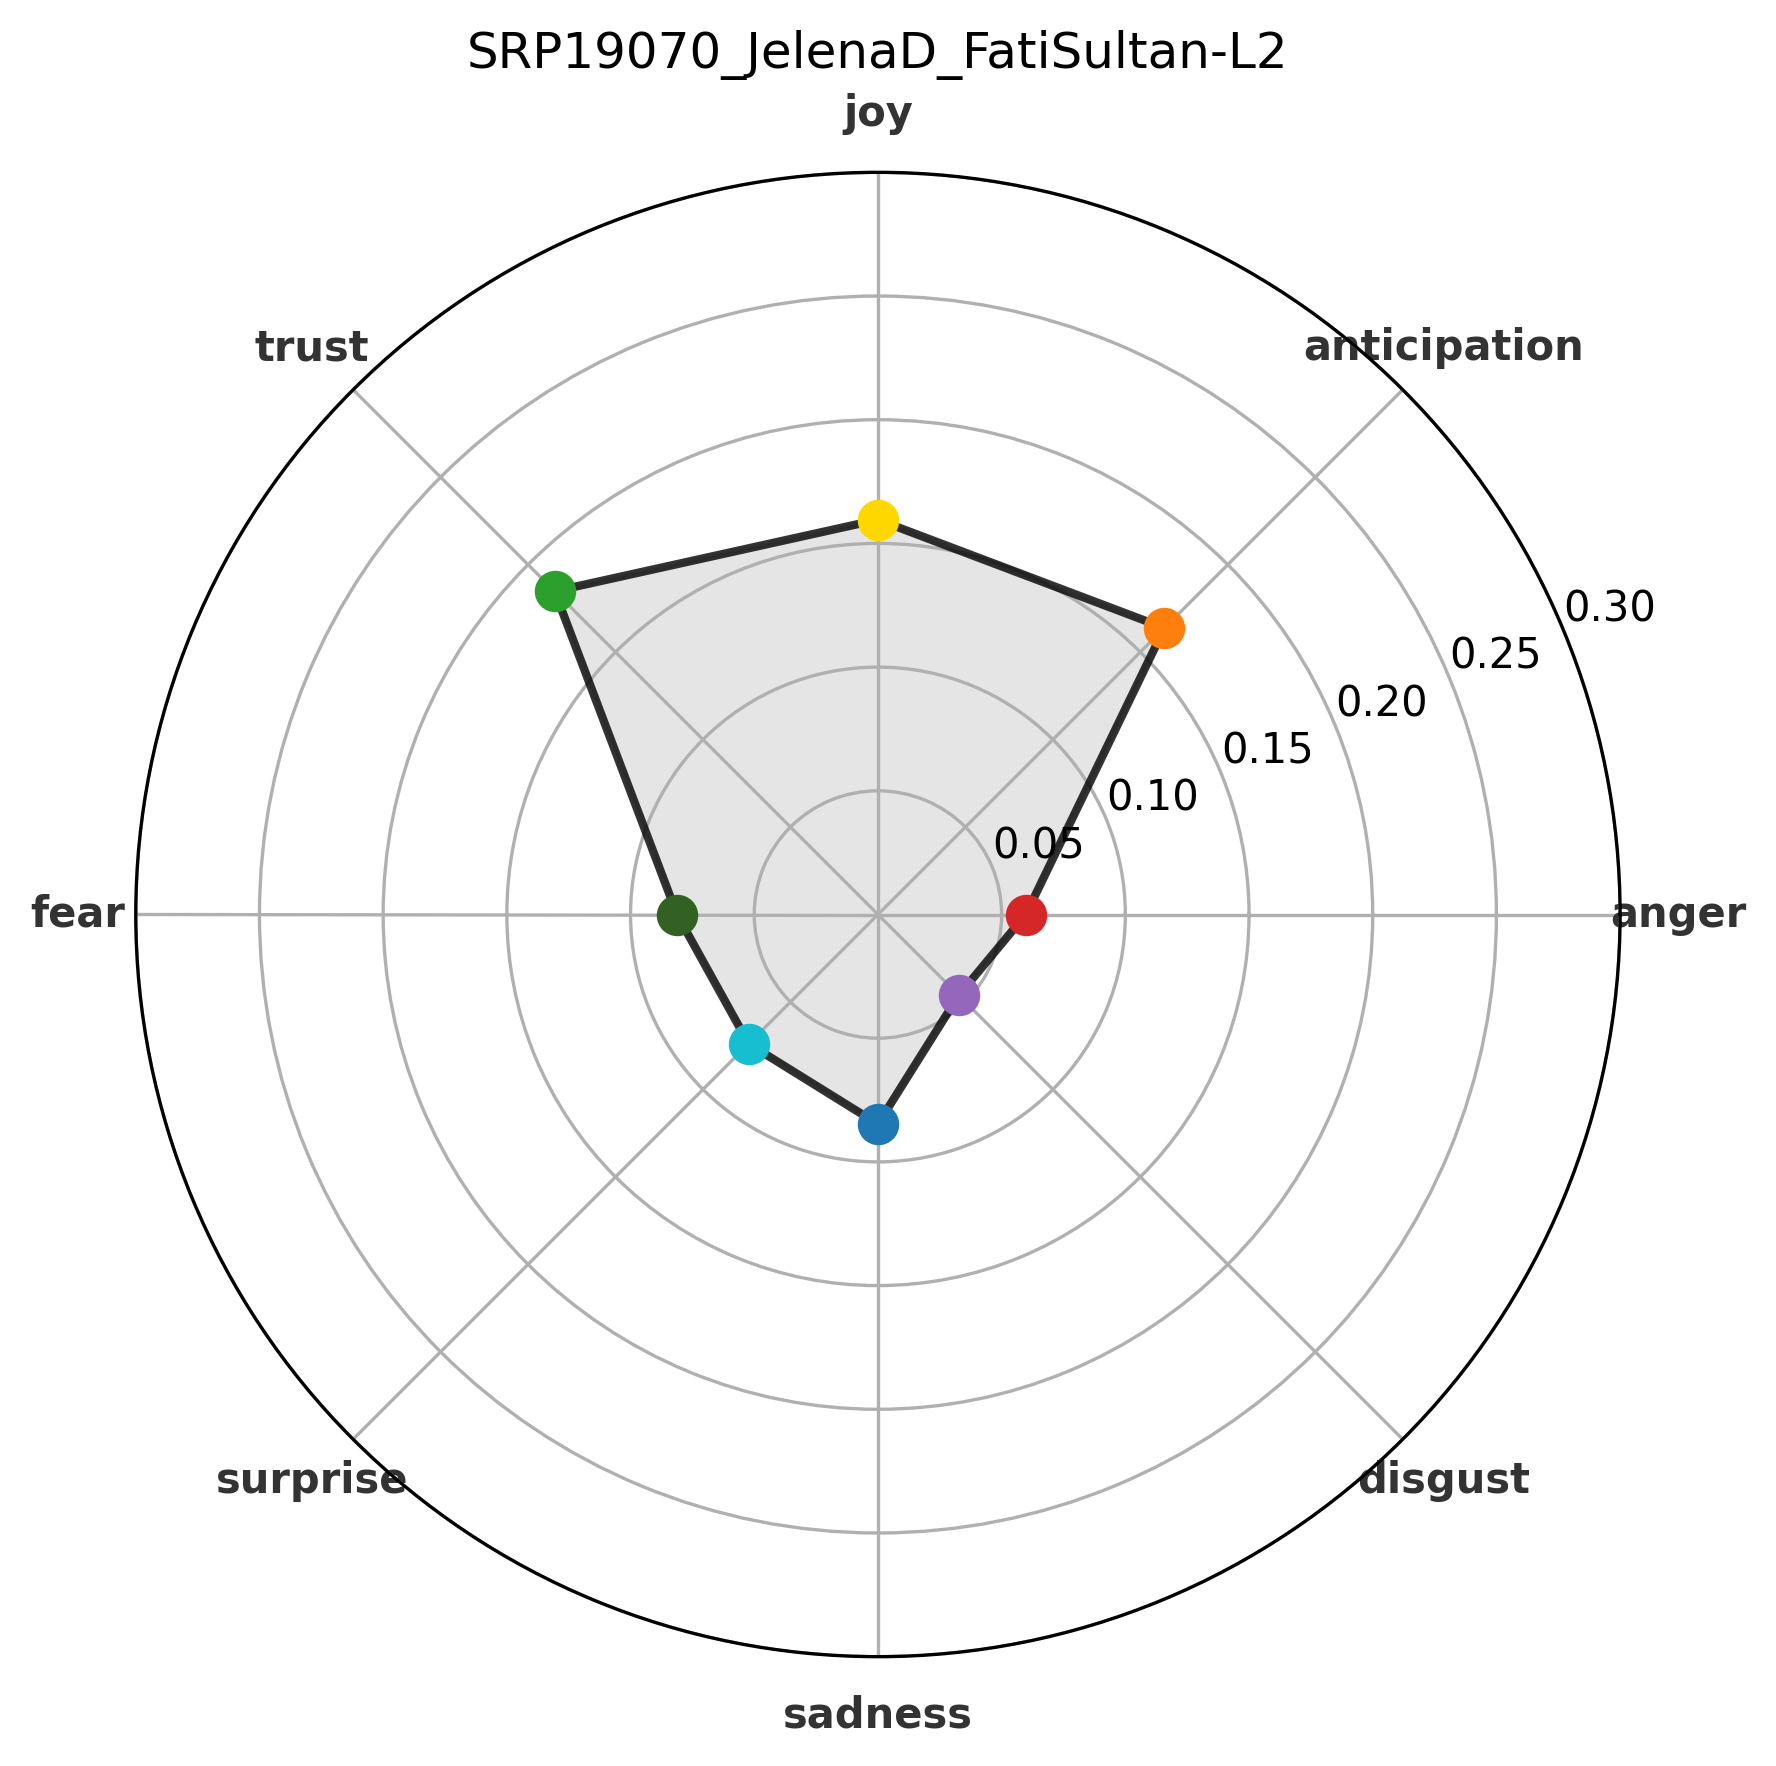 SRP19070_JelenaD_FatiSultan-L2
joy
trust
anticipation
0.30
0.25
0.20
0.15
0.10
0.05
fear
anger
surprise
disgust
sadness